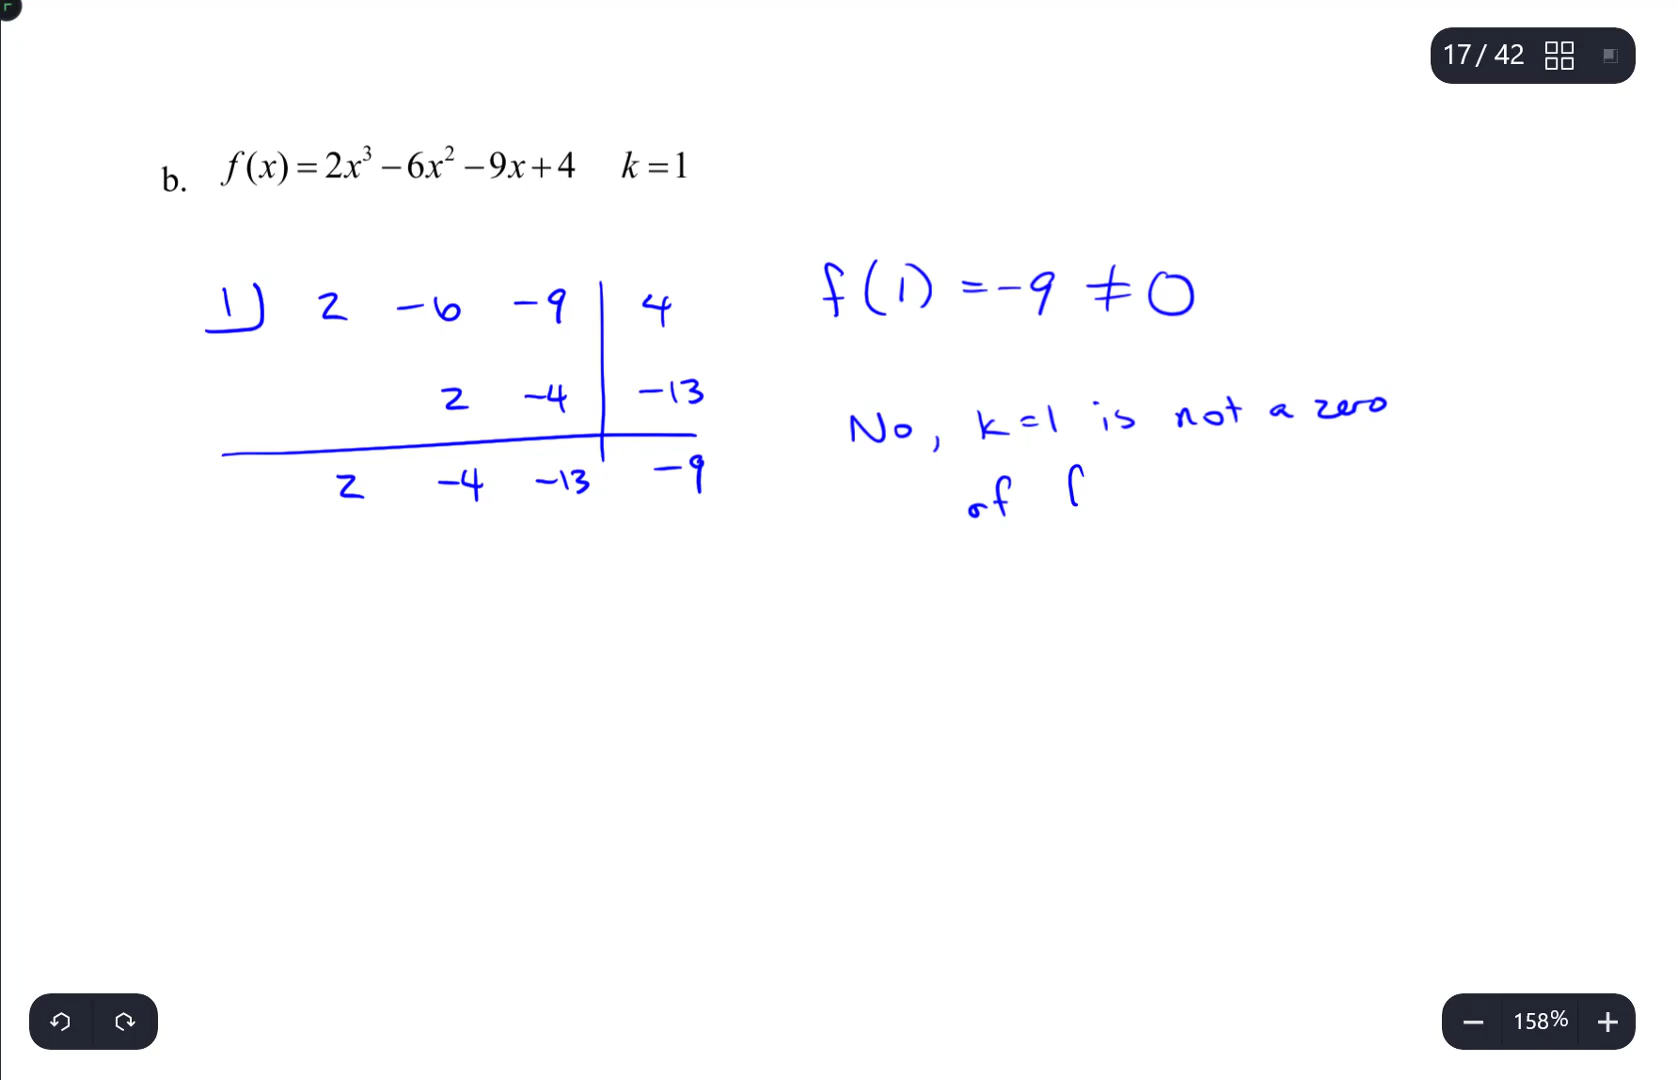 17 / 42
b. f(x) = 2x³ − 6x² − 9x + 4   k = 1
1) 2 -6 -9 | 4
f(1) = -9 ≠ 0
2 -4 | -13
No, k=1 is not a zero
2 -4 -13 -9
of
158%